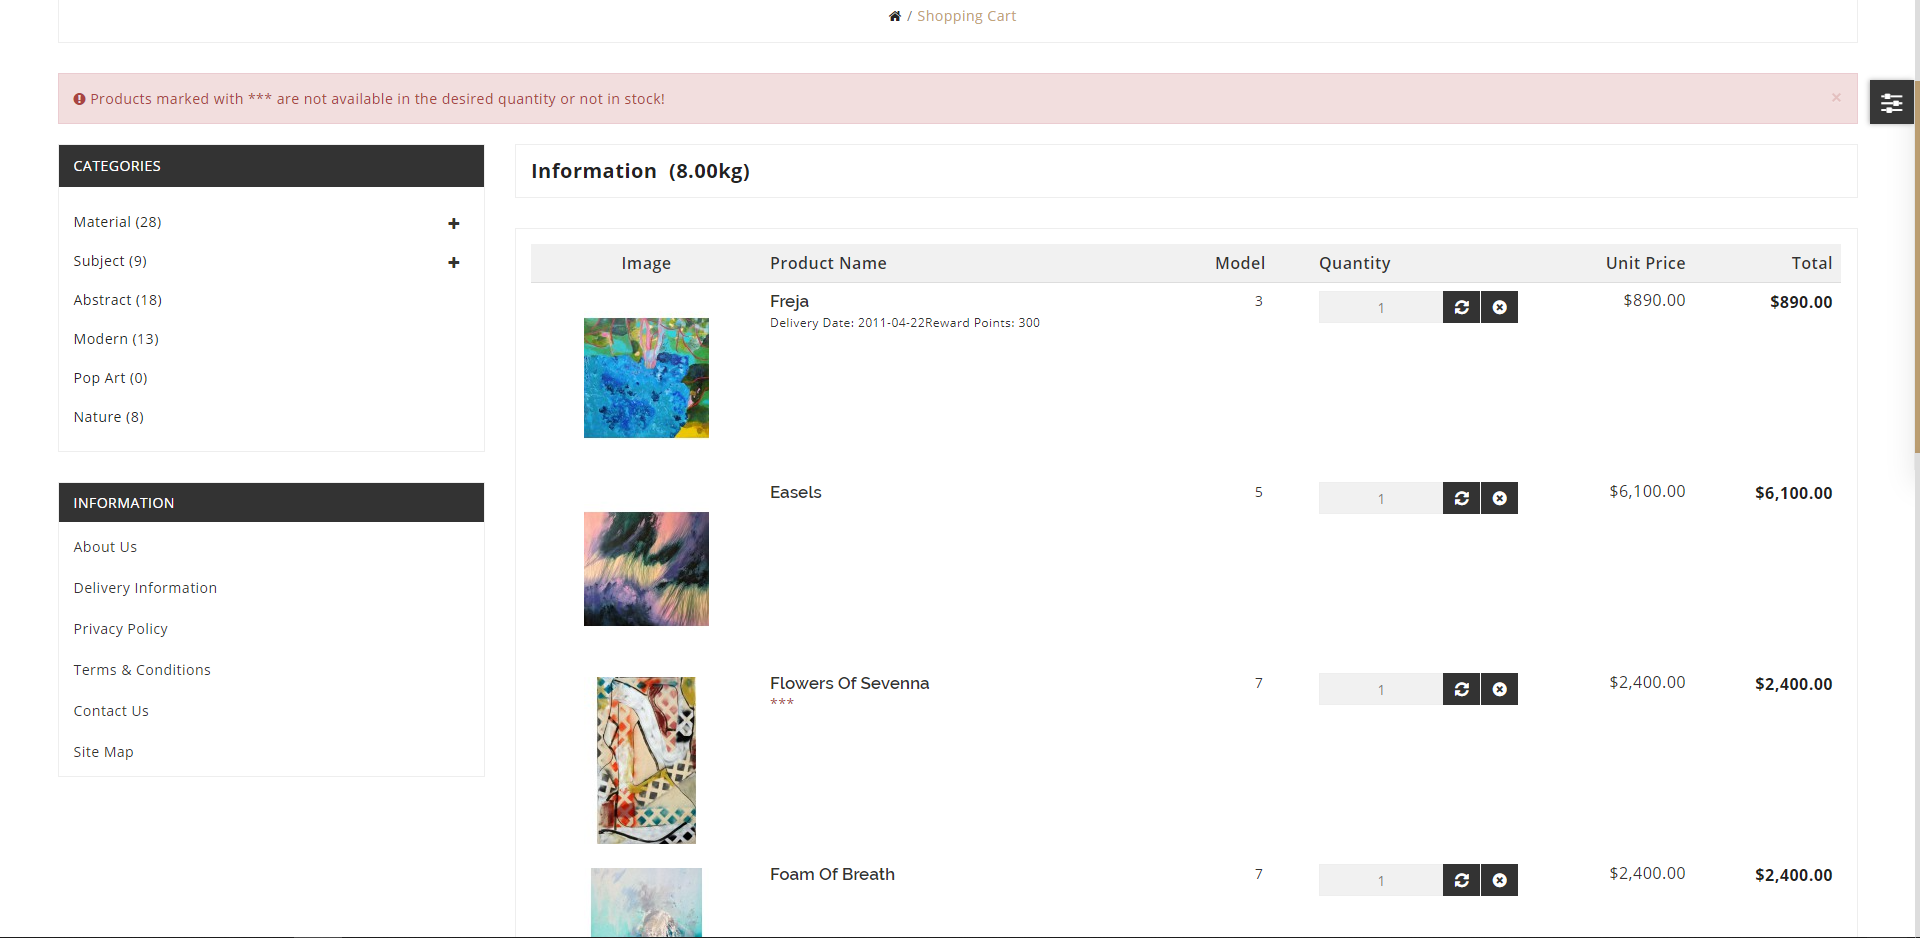 / Shopping Cart
Products marked with *** are not available in the desired quantity or not in stock!
×
CATEGORIES
Material (28)
Subject (9)
Abstract (18)
Modern (13)
Pop Art (0)
Nature (8)
INFORMATION
About Us
Delivery Information
Privacy Policy
Terms & Conditions
Contact Us
Site Map
Information (8.00kg)
Image Product Name Model Quantity Unit Price Total
Freja 3 1 $890.00 $890.00
Delivery Date: 2011-04-22Reward Points: 300
Easels 5 1 $6,100.00 $6,100.00
Flowers Of Sevenna 7 1 $2,400.00 $2,400.00
***
Foam Of Breath 7 1 $2,400.00 $2,400.00